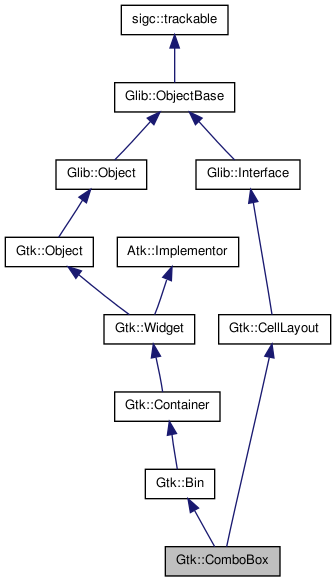 sigc::trackable
Glib::ObjectBase
Glib::Object
Glib::Interface
Gtk::Object
Atk::Implementor
Gtk::Widget
Gtk::CellLayout
Gtk::Container
Gtk::Bin
Gtk::ComboBox